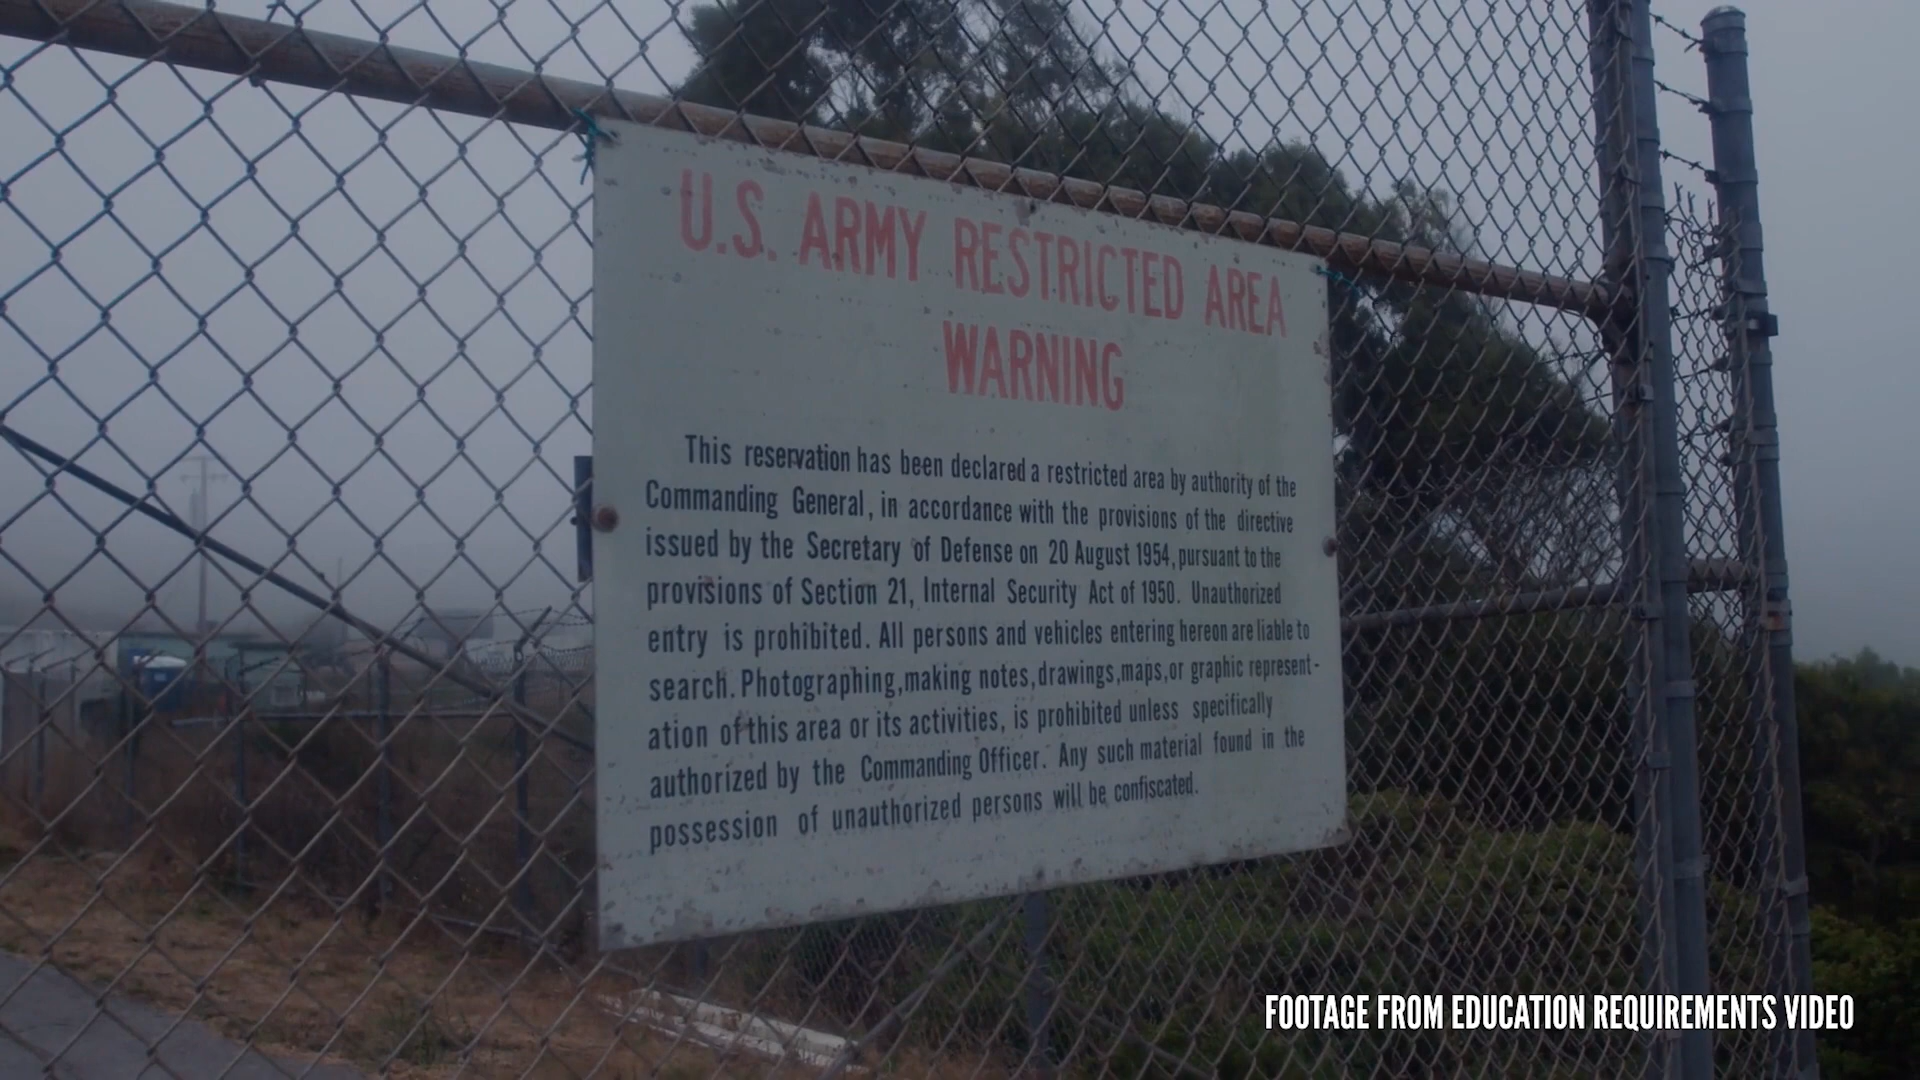 U.S. ARMY RESTRICTED AREA
WARNING
This reservation has been declared a restricted area by authority of the
Commanding General, in accordance with the provisions of the directive
issued by the Secretary of Defense on 20 August 1954, pursuant to the
provisions of Section 21, Internal Security Act of 1950. Unauthorized
entry is prohibited. All persons and vehicles entering hereon are liable to
search. Photographing, making notes, drawings, maps, or graphic represent-
ation of this area or its activities, is prohibited unless specifically
authorized by the Commanding Officer. Any such material found in the
possession of unauthorized persons will be confiscated.
FOOTAGE FROM EDUCATION REQUIREMENTS VIDEO